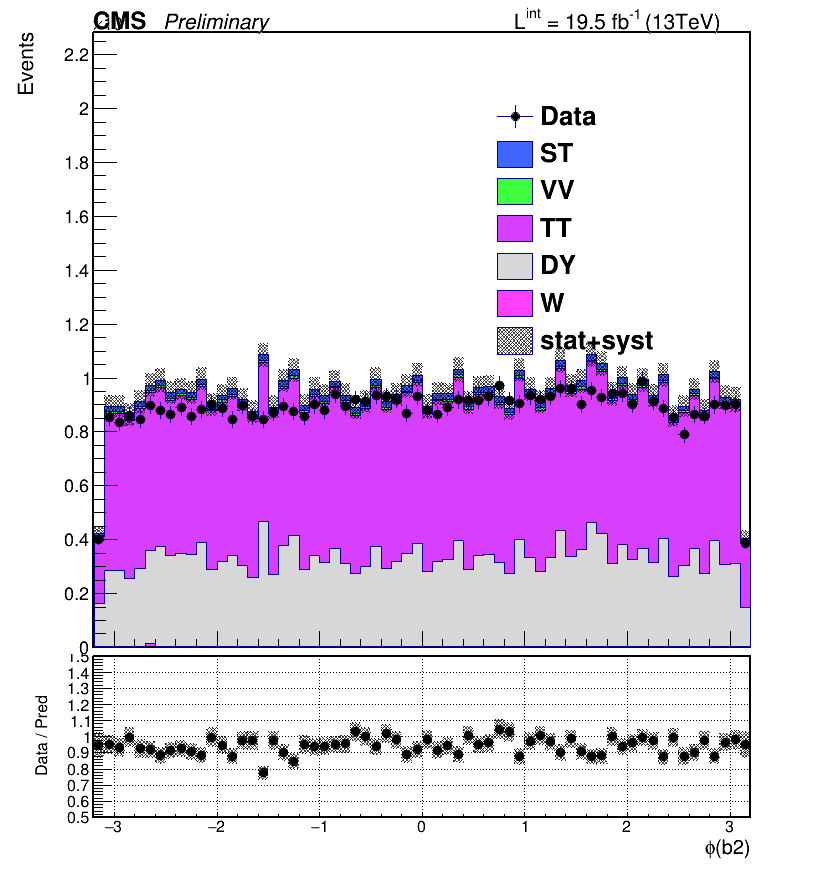 CMS Preliminary L^int = 19.5 fb^-1 (13TeV)
Events
2.2
2
1.8
1.6
1.4
1.2
1
0.8
0.6
0.4
0.2
0
Data
ST
VV
TT
DY
W
stat+syst
Data / Pred
1.5
1.4
1.3
1.2
1.1
1
0.9
0.8
0.7
0.6
0.5
−3 −2 −1 0 1 2 3
ϕ(b2)